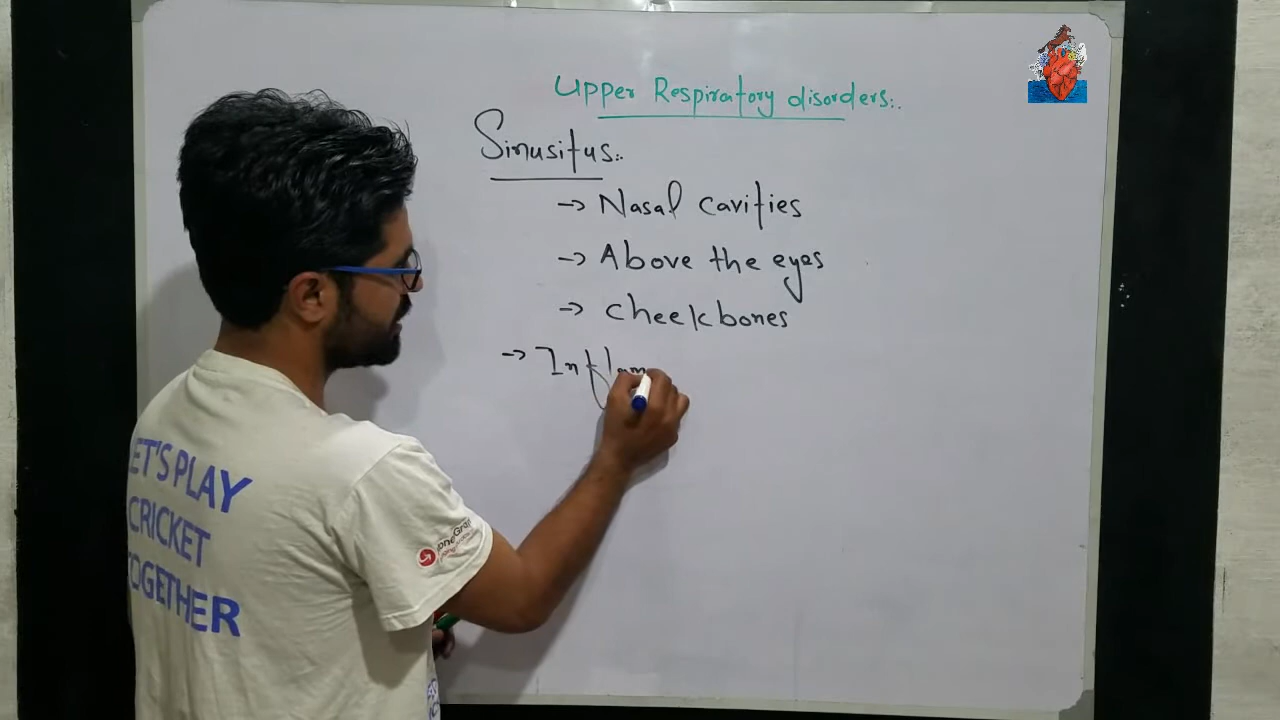 Upper Respiratory disorders:.
Sinusitus:.
→ Nasal cavities
→ Above the eyes
→ cheekbones
→ Inflam
ET'S PLAY
CRICKET
OGETHER